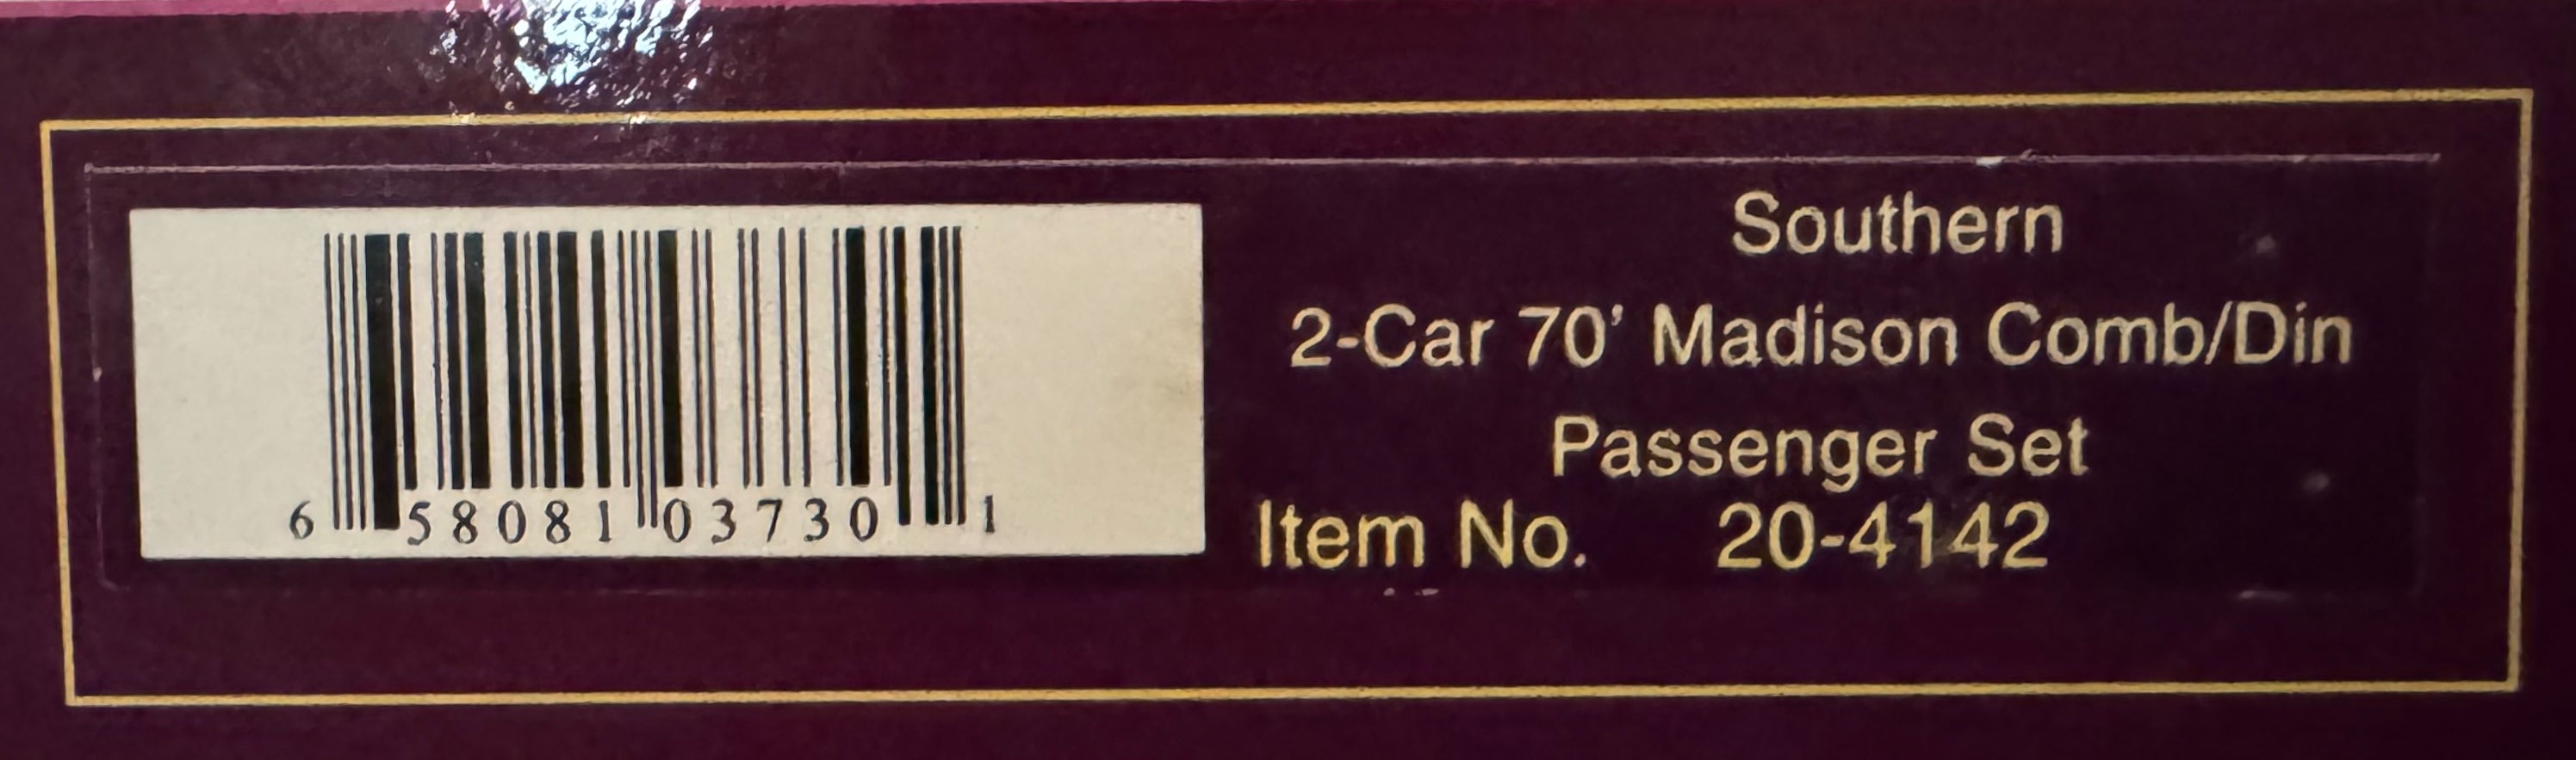 Southern
2-Car 70' Madison Comb/Din
Passenger Set
Item No. 20-4142
6 58081 03730 1